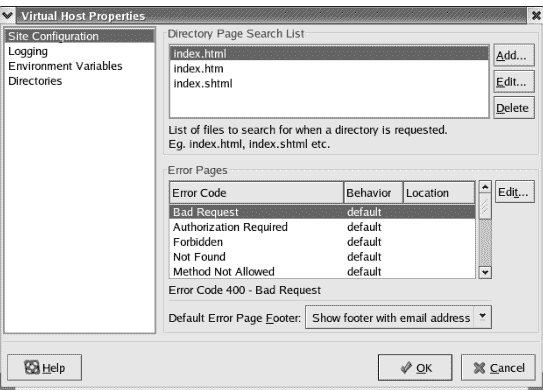 Virtual Host Properties
Site Configuration
Logging
Environment Variables
Directories
Directory Page Search List
index.html
index.htm
index.shtml
Add...
Edit...
Delete
List of files to search for when a directory is requested.
Eg. index.html, index.shtml etc.
Error Pages
Error Code Behavior Location
Bad Request default
Authorization Required default
Forbidden default
Not Found default
Method Not Allowed default
Edit...
Error Code 400 - Bad Request
Default Error Page Footer: Show footer with email address
Help
OK
Cancel